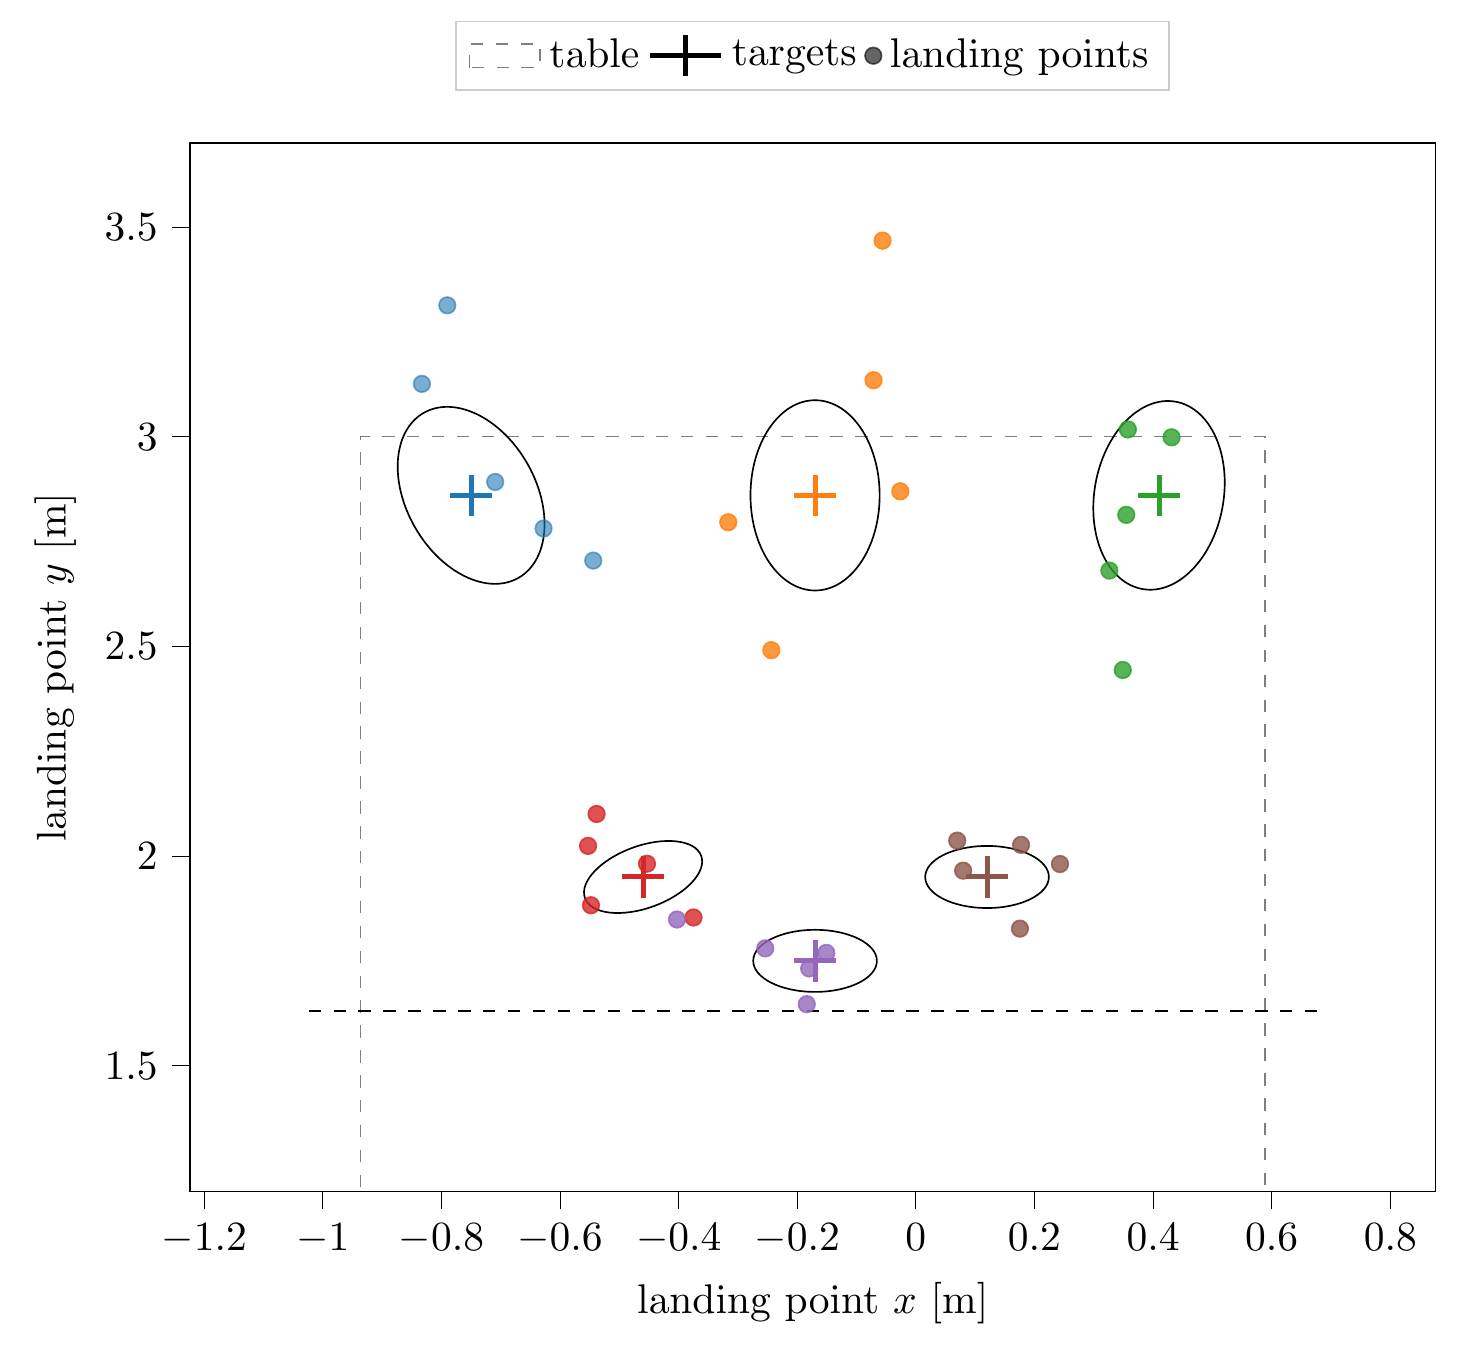 table targets landing points
3.5
3
2.5
2
1.5
landing point y [m]
−1.2 −1 −0.8 −0.6 −0.4 −0.2 0 0.2 0.4 0.6 0.8
landing point x [m]